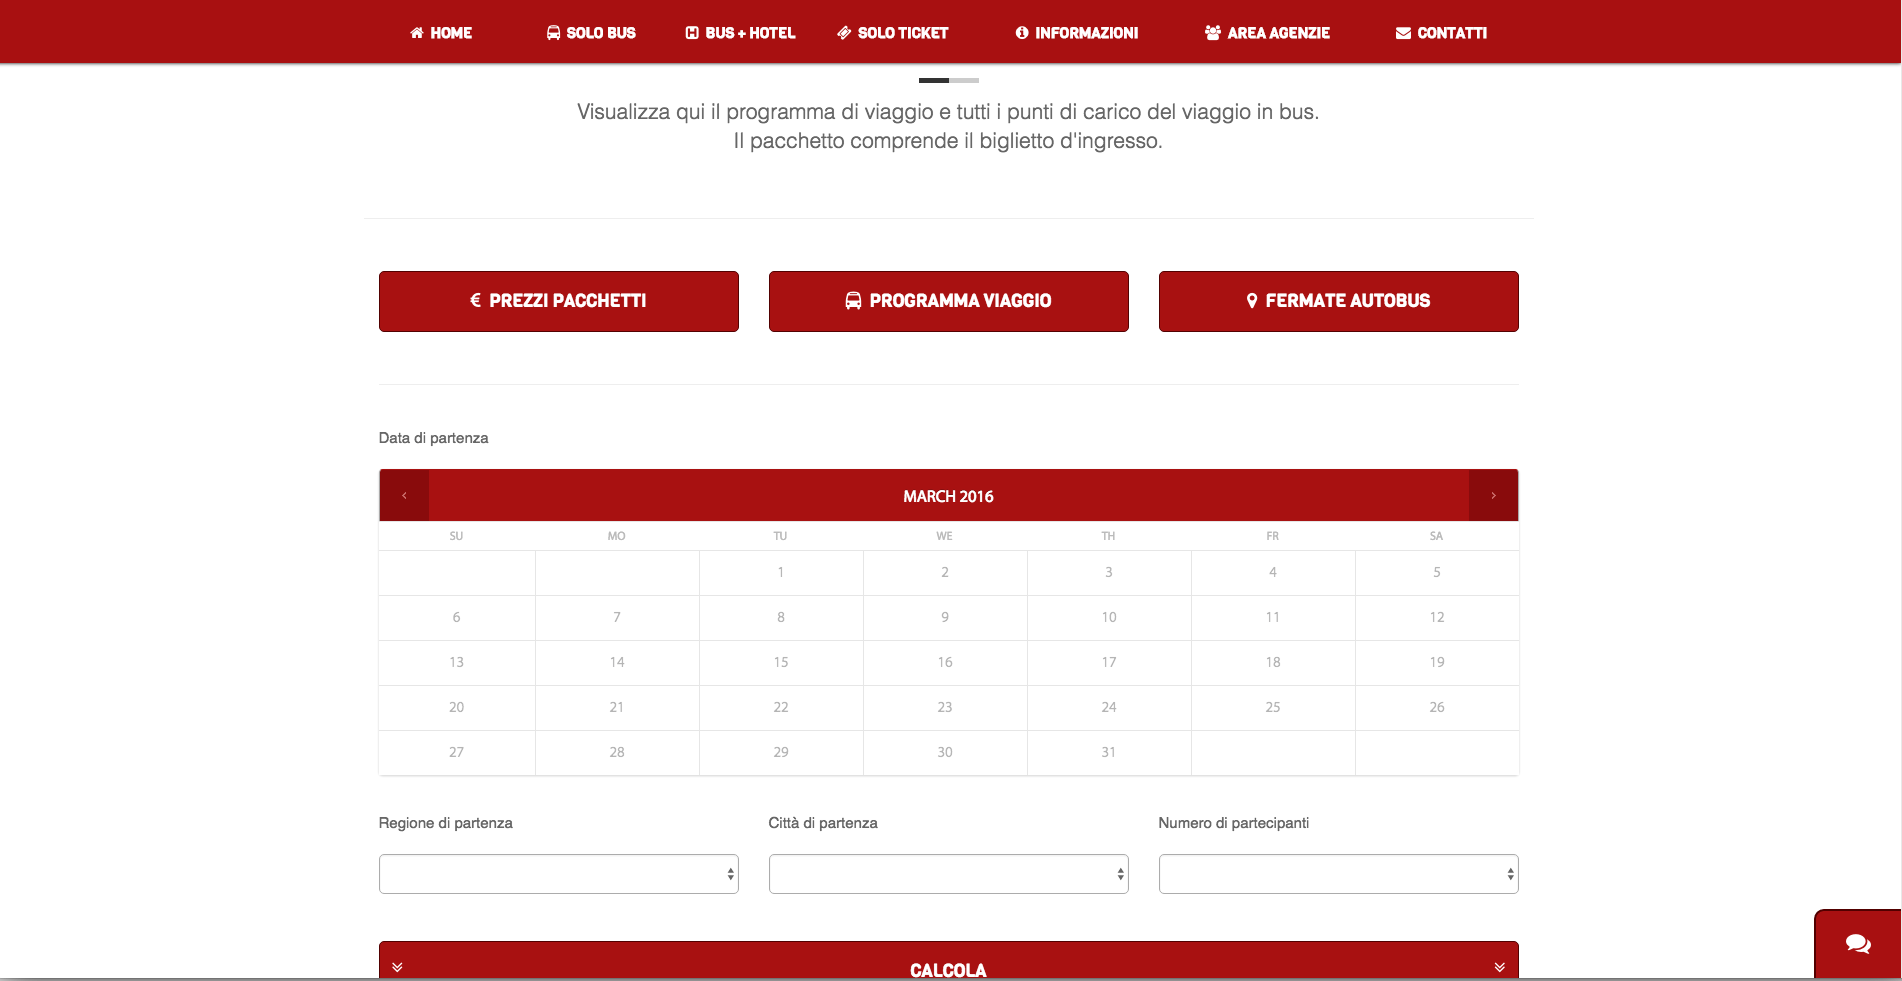 HOME SOLO BUS BUS + HOTEL SOLO TICKET INFORMAZIONI AREA AGENZIE CONTATTI
Visualizza qui il programma di viaggio e tutti i punti di carico del viaggio in bus.
Il pacchetto comprende il biglietto d'ingresso.
€ PREZZI PACCHETTI PROGRAMMA VIAGGIO FERMATE AUTOBUS
Data di partenza
MARCH 2016
SU MO TU WE TH FR SA
1 2 3 4 5
6 7 8 9 10 11 12
13 14 15 16 17 18 19
20 21 22 23 24 25 26
27 28 29 30 31
Regione di partenza Città di partenza Numero di partecipanti
CALCOLA